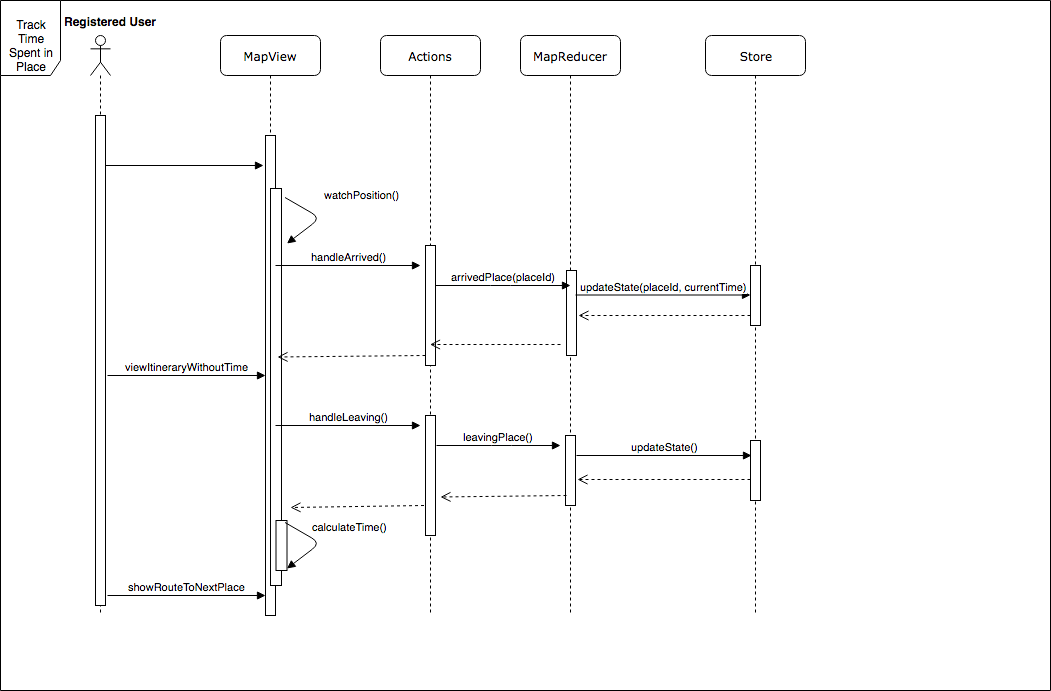 Track
Time
Spent in
Place
Registered User
MapView
Actions
MapReducer
Store
watchPosition()
handleArrived()
arrivedPlace(placeId)
updateState(placeId, currentTime)
viewItineraryWithoutTime
handleLeaving()
leavingPlace()
updateState()
calculateTime()
showRouteToNextPlace